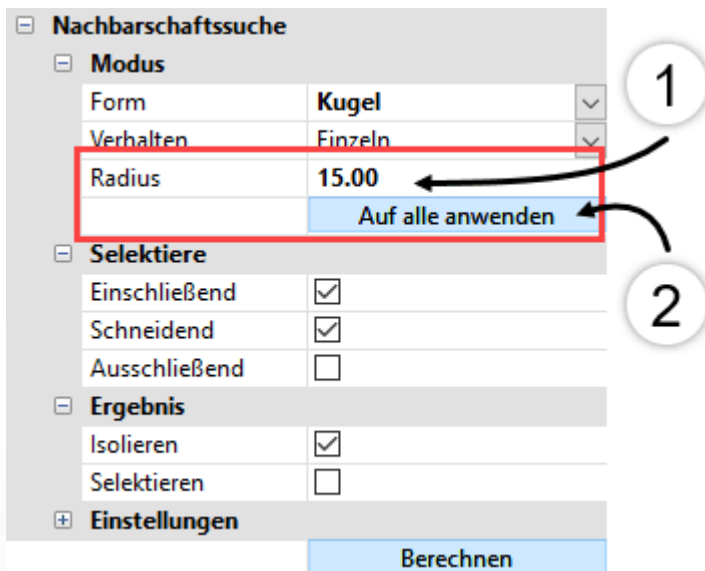 Nachbarschaftssuche
Modus
Form Kugel
1
Verhalten Einzeln
Radius 15.00
Auf alle anwenden
Selektiere
Einschließend
2
Schneidend
Ausschließend
Ergebnis
Isolieren
Selektieren
Einstellungen
Berechnen